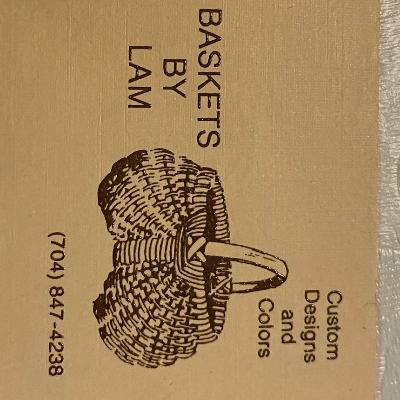 BASKETS
BY
LAM
Custom
Designs
and
Colors
(704) 847-4238